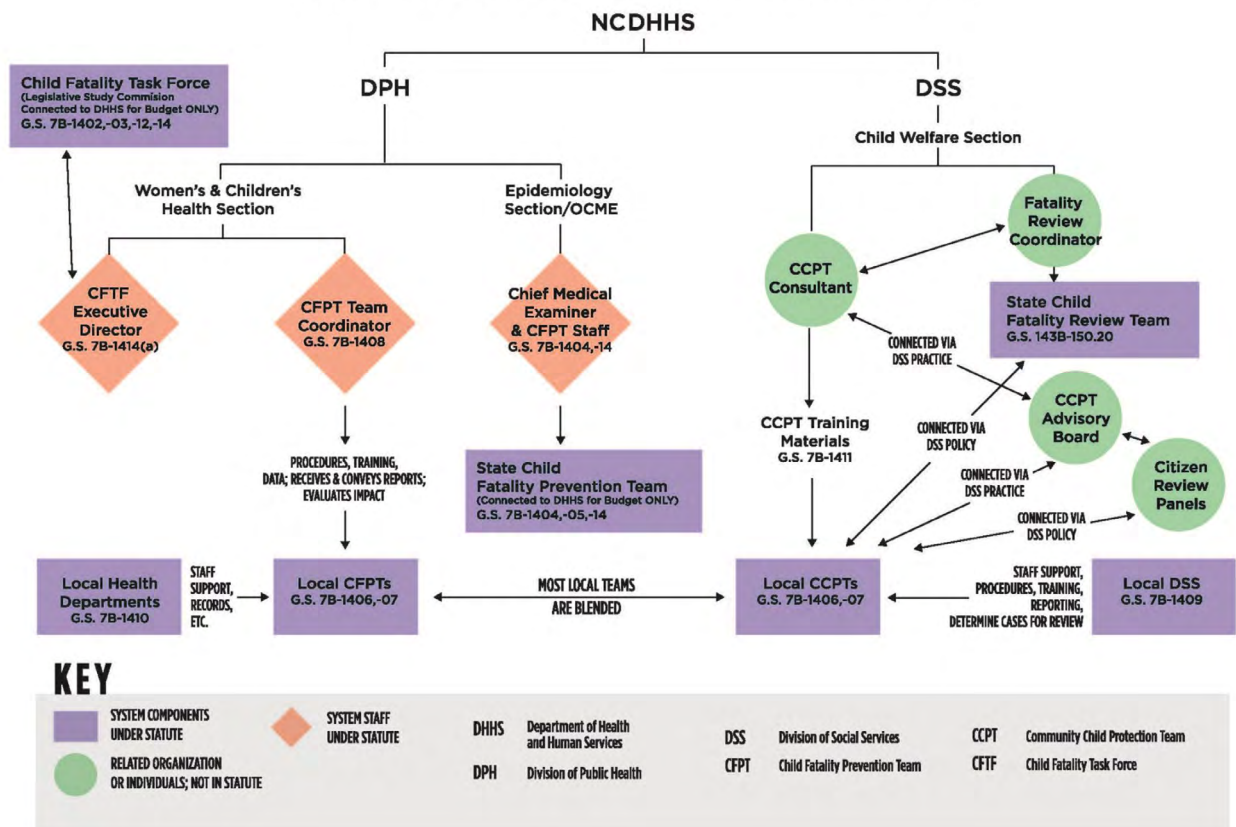 NCDHHS
Child Fatality Task Force
(Legislative Study Commision
Connected to DHHS for Budget ONLY)
G.S. 7B-1402,-03,-12,-14
DPH
DSS
Child Welfare Section
Women's & Children's
Health Section
Epidemiology
Section/OCME
Fatality
Review
Coordinator
CCPT
Consultant
CFTF
Executive
Director
G.S. 7B-1414(a)
CFPT Team
Coordinator
G.S. 7B-1408
Chief Medical
Examiner
& CFPT Staff
G.S. 7B-1404,-14
State Child
Fatality Review Team
G.S. 143B-150.20
CONNECTED VIA
DSS PRACTICE
CCPT
Advisory
Board
CCPT Training
Materials
G.S. 7B-1411
CONNECTED VIA
DSS POLICY
PROCEDURES, TRAINING,
DATA; RECEIVES & CONVEYS REPORTS;
EVALUATES IMPACT
State Child
Fatality Prevention Team
(Connected to DHHS for Budget ONLY)
G.S. 7B-1404,-05,-14
CONNECTED VIA
DSS PRACTICE
Citizen
Review
Panels
CONNECTED VIA
DSS POLICY
Local Health
Departments
G.S. 7B-1410
STAFF
SUPPORT,
RECORDS,
ETC.
Local CFPTs
G.S. 7B-1406,-07
MOST LOCAL TEAMS
ARE BLENDED
Local CCPTs
G.S. 7B-1406,-07
STAFF SUPPORT,
PROCEDURES, TRAINING,
REPORTING,
DETERMINE CASES FOR REVIEW
Local DSS
G.S. 7B-1409
KEY
SYSTEM COMPONENTS
UNDER STATUTE
SYSTEM STAFF
UNDER STATUTE
RELATED ORGANIZATION
OR INDIVIDUALS; NOT IN STATUTE
DHHS Department of Health
and Human Services
DPH Division of Public Health
DSS Division of Social Services
CFPT Child Fatality Prevention Team
CCPT Community Child Protection Team
CFTF Child Fatality Task Force